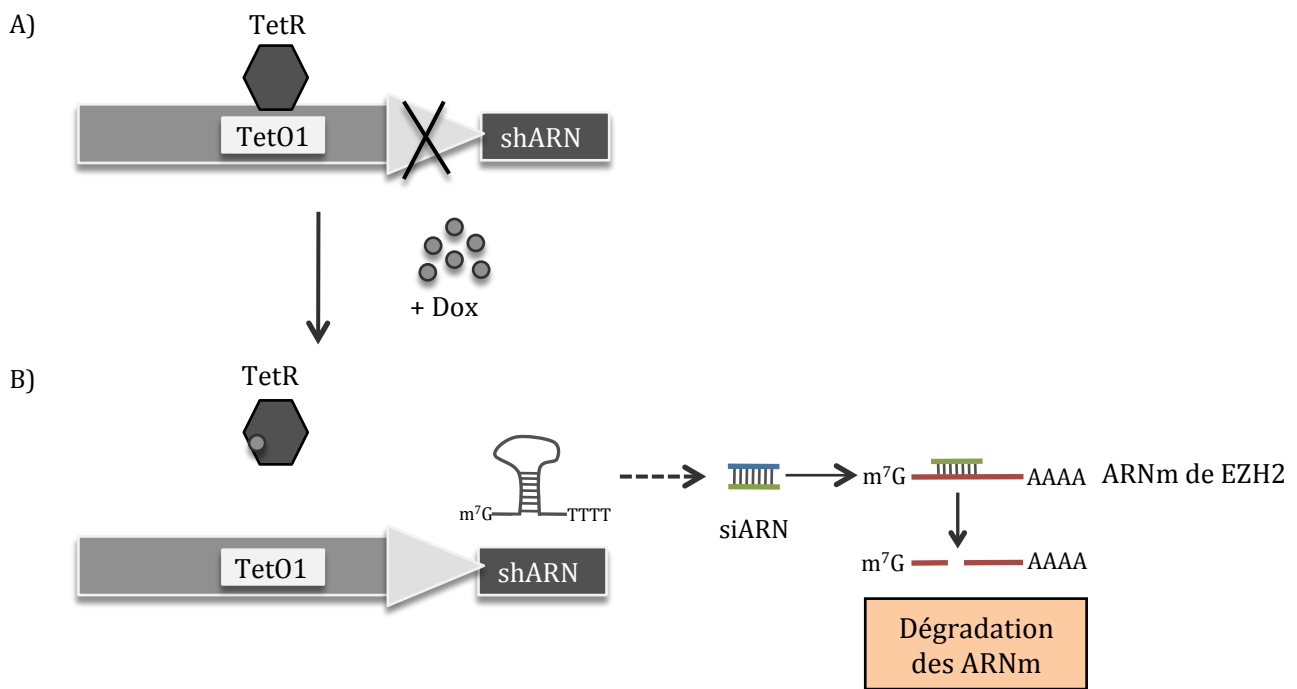 A)
TetR
TetO1
shARN
+ Dox
B)
TetR
m⁷G
TTTT
siARN
m⁷G
AAAA
ARNm de EZH2
m⁷G
AAAA
TetO1
shARN
Dégradation
des ARNm